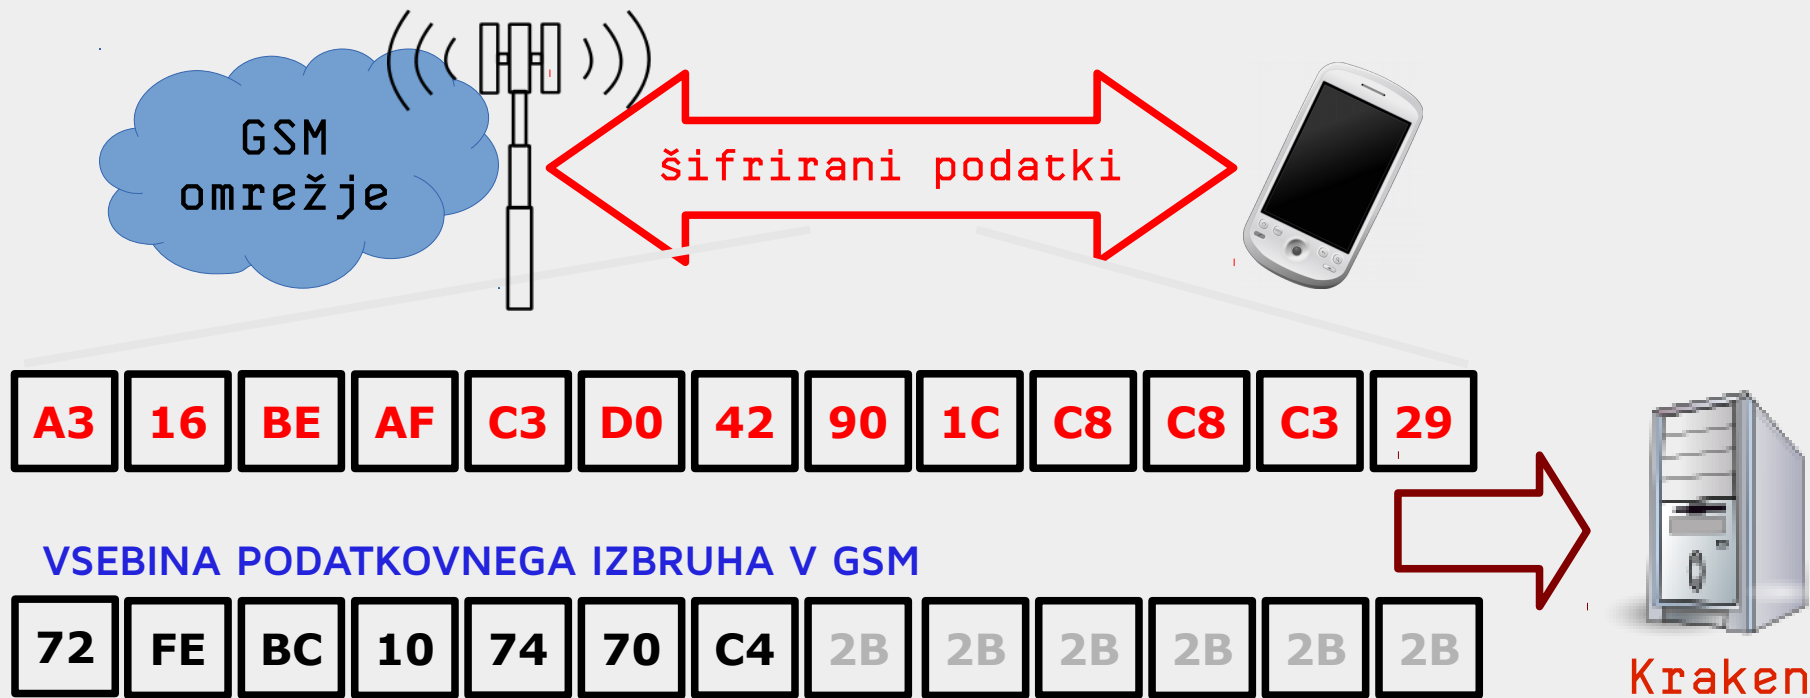 GSM
omrežje
šifrirani podatki
A3 16 BE AF C3 D0 42 90 1C C8 C8 C3 29
VSEBINA PODATKOVNEGA IZBRUHA V GSM
72 FE BC 10 74 70 C4 2B 2B 2B 2B 2B 2B
Kraken